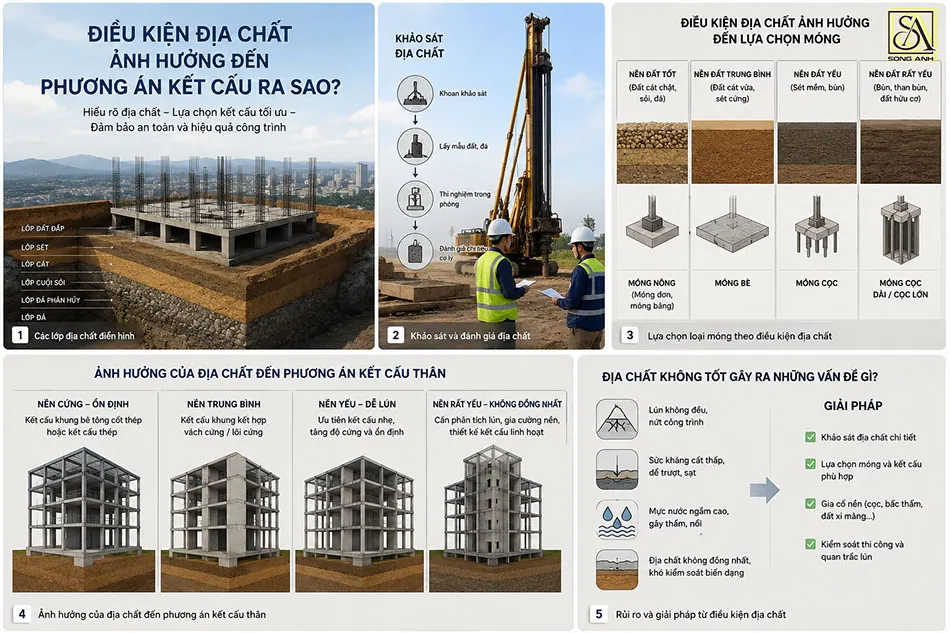 ĐIỀU KIỆN ĐỊA CHẤT
ẢNH HƯỞNG ĐẾN
PHƯƠNG ÁN KẾT CẤU RA SAO?
Hiểu rõ địa chất – Lựa chọn kết cấu tối ưu –
Đảm bảo an toàn và hiệu quả công trình
LỚP ĐẤT ĐẮP
LỚP SÉT
LỚP CÁT
LỚP CUỘI SỎI
LỚP ĐÁ PHÂN HỦY
LỚP ĐÁ
1 Các lớp địa chất điển hình
KHẢO SÁT
ĐỊA CHẤT
Khoan khảo sát
Lấy mẫu đất, đá
Thí nghiệm trong
phòng
Đánh giá chỉ tiêu
cơ lý
2 Khảo sát và đánh giá địa chất
ĐIỀU KIỆN ĐỊA CHẤT ẢNH HƯỞNG
ĐẾN LỰA CHỌN MÓNG
SA
SONG ANH
NỀN ĐẤT TỐT
(Đất cát chặt,
sỏi, đá)
MÓNG NÔNG
(Móng đơn,
móng băng)
NỀN ĐẤT TRUNG BÌNH
(Đất cát vừa,
sét cứng)
MÓNG BÈ
NỀN ĐẤT YẾU
(Sét mềm, bùn)
MÓNG CỌC
NỀN ĐẤT RẤT YẾU
(Bùn, than bùn,
đất hữu cơ)
MÓNG CỌC
DÀI / CỌC LỚN
3 Lựa chọn loại móng theo điều kiện địa chất
ẢNH HƯỞNG CỦA ĐỊA CHẤT ĐẾN PHƯƠNG ÁN KẾT CẤU THÂN
NỀN CỨNG – ỔN ĐỊNH
Kết cấu khung bê tông cốt thép
hoặc kết cấu thép
NỀN TRUNG BÌNH
Kết cấu khung kết hợp
vách cứng / lõi cứng
NỀN YẾU – DỄ LÚN
Ưu tiên kết cấu nhẹ,
tăng độ cứng và ổn định
NỀN RẤT YẾU – KHÔNG ĐỒNG NHẤT
Cần phân tích lún, gia cường nền,
thiết kế kết cấu linh hoạt
4 Ảnh hưởng của địa chất đến phương án kết cấu thân
ĐỊA CHẤT KHÔNG TỐT GÂY RA NHỮNG VẤN ĐỀ GÌ?
Lún không đều,
nứt công trình
Sức kháng cắt thấp,
dễ trượt, sạt
Mực nước ngầm cao,
gây thấm, nổi
Địa chất không đồng nhất,
khó kiểm soát biến dạng
GIẢI PHÁP
Khảo sát địa chất chi tiết
Lựa chọn móng và kết cấu
phù hợp
Gia cố nền (cọc, bấc thấm,
đất xi măng...)
Kiểm soát thi công và
quan trắc lún
5 Rủi ro và giải pháp từ điều kiện địa chất